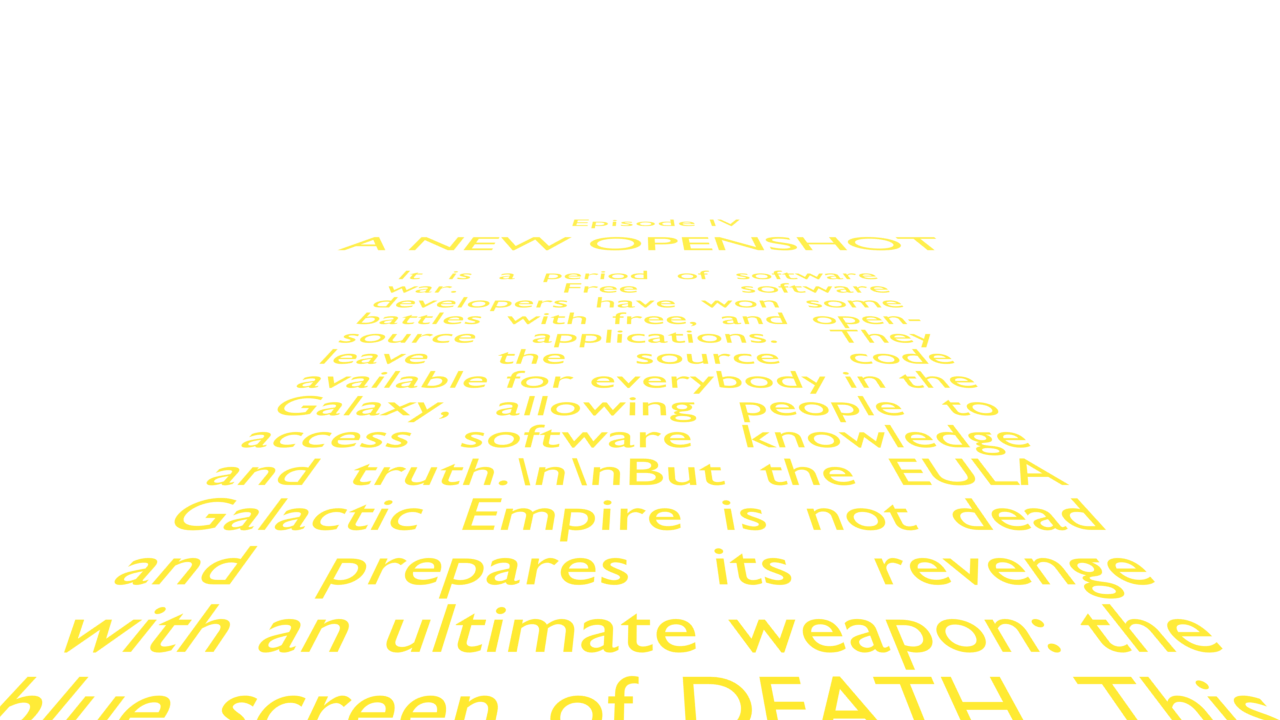 Episode IV
A NEW OPENSHOT
It is a period of software
war. Free software
developers have won some
battles with free, and open-
source applications. They
leave the source code
available for everybody in the
Galaxy, allowing people to
access software knowledge
and truth.\n\nBut the EULA
Galactic Empire is not dead
and prepares its revenge
with an ultimate weapon: the
blue screen of DEATH. This